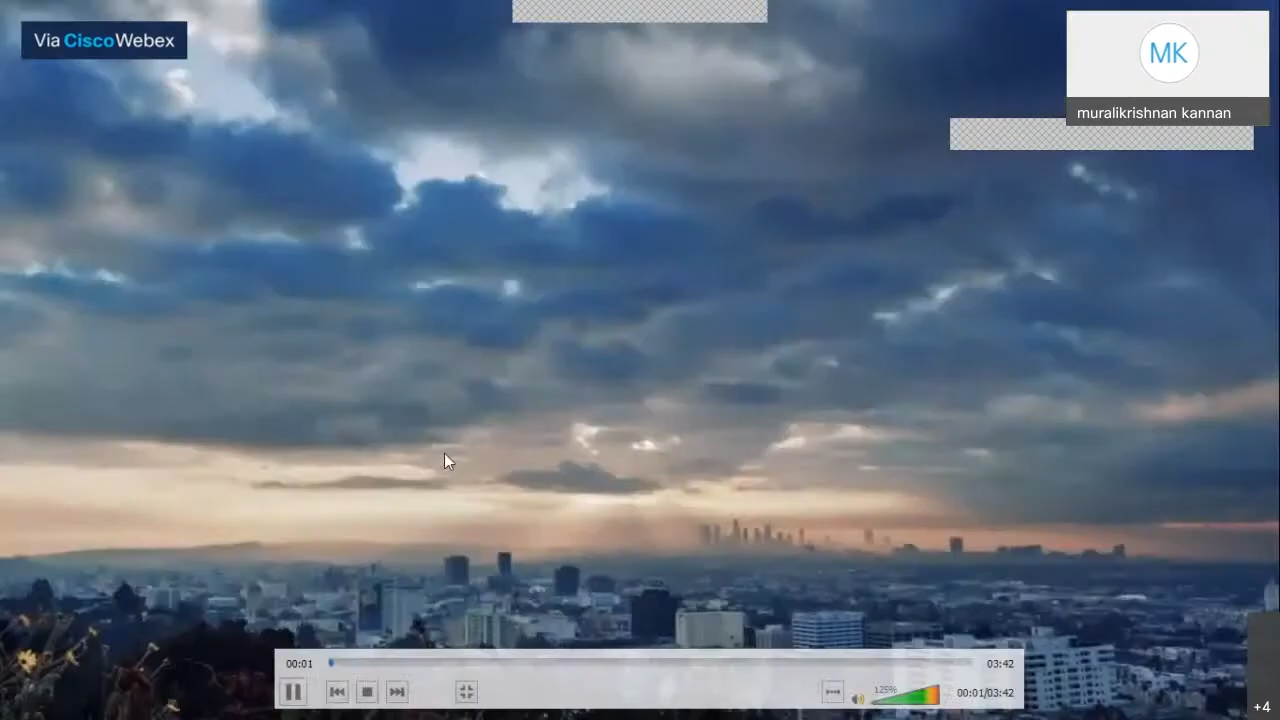 Via CiscoWebex
MK
muralikrishnan kannan
00:01
03:42
125%
00:01/03:42
+4